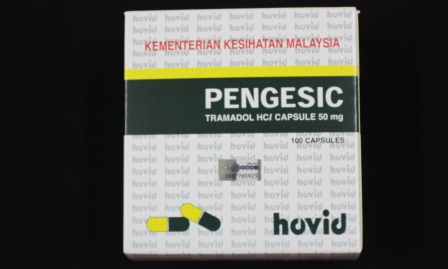 KEMENTERIAN KESIHATAN MALAYSIA
PENGESIC
TRAMADOL HCl CAPSULE 50 mg
100 CAPSULES
hovid